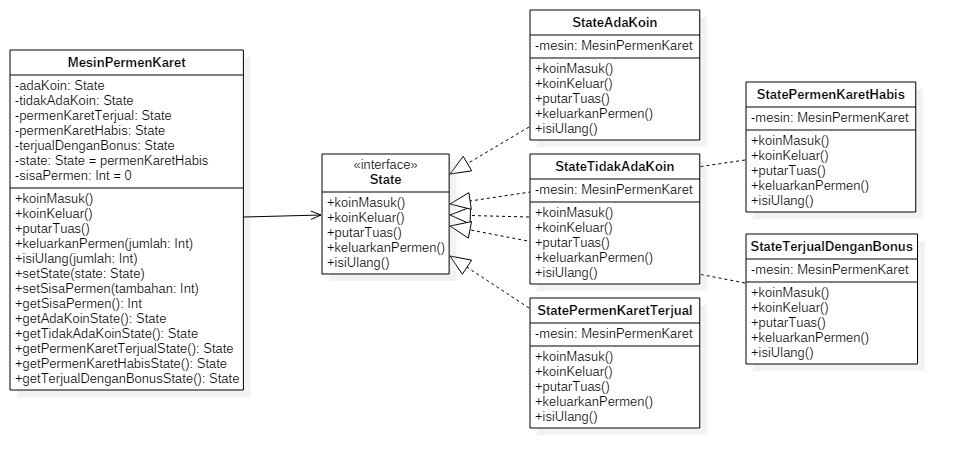 MesinPermenKaret
-adaKoin: State
-tidakAdaKoin: State
-permenKaretTerjual: State
-permenKaretHabis: State
-terjualDenganBonus: State
-state: State = permenKaretHabis
-sisaPermen: Int = 0
+koinMasuk()
+koinKeluar()
+putarTuas()
+keluarkanPermen(jumlah: Int)
+isiUlang(jumlah: Int)
+setState(state: State)
+setSisaPermen(tambahan: Int)
+getSisaPermen(): Int
+getAdaKoinState(): State
+getTidakAdaKoinState(): State
+getPermenKaretTerjualState(): State
+getPermenKaretHabisState(): State
+getTerjualDenganBonusState(): State
«interface»
State
+koinMasuk()
+koinKeluar()
+putarTuas()
+keluarkanPermen()
+isiUlang()
StateAdaKoin
-mesin: MesinPermenKaret
+koinMasuk()
+koinKeluar()
+putarTuas()
+keluarkanPermen()
+isiUlang()
StateTidakAdaKoin
-mesin: MesinPermenKaret
+koinMasuk()
+koinKeluar()
+putarTuas()
+keluarkanPermen()
+isiUlang()
StatePermenKaretTerjual
-mesin: MesinPermenKaret
+koinMasuk()
+koinKeluar()
+putarTuas()
+keluarkanPermen()
+isiUlang()
StatePermenKaretHabis
-mesin: MesinPermenKaret
+koinMasuk()
+koinKeluar()
+putarTuas()
+keluarkanPermen()
+isiUlang()
StateTerjualDenganBonus
-mesin: MesinPermenKaret
+koinMasuk()
+koinKeluar()
+putarTuas()
+keluarkanPermen()
+isiUlang()